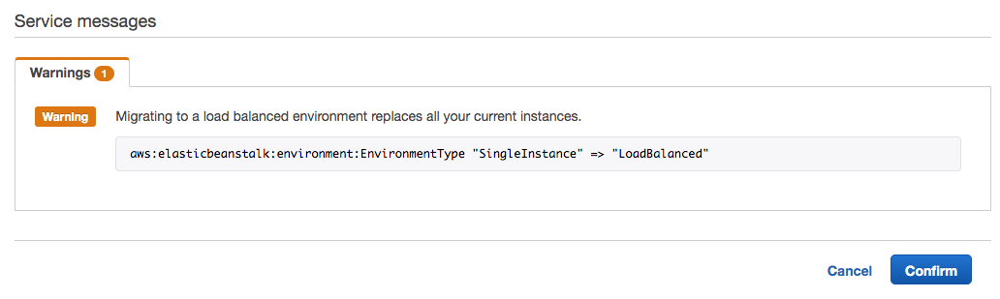 Service messages
Warnings 1
Warning Migrating to a load balanced environment replaces all your current instances.
aws:elasticbeanstalk:environment:EnvironmentType "SingleInstance" => "LoadBalanced"
Cancel Confirm